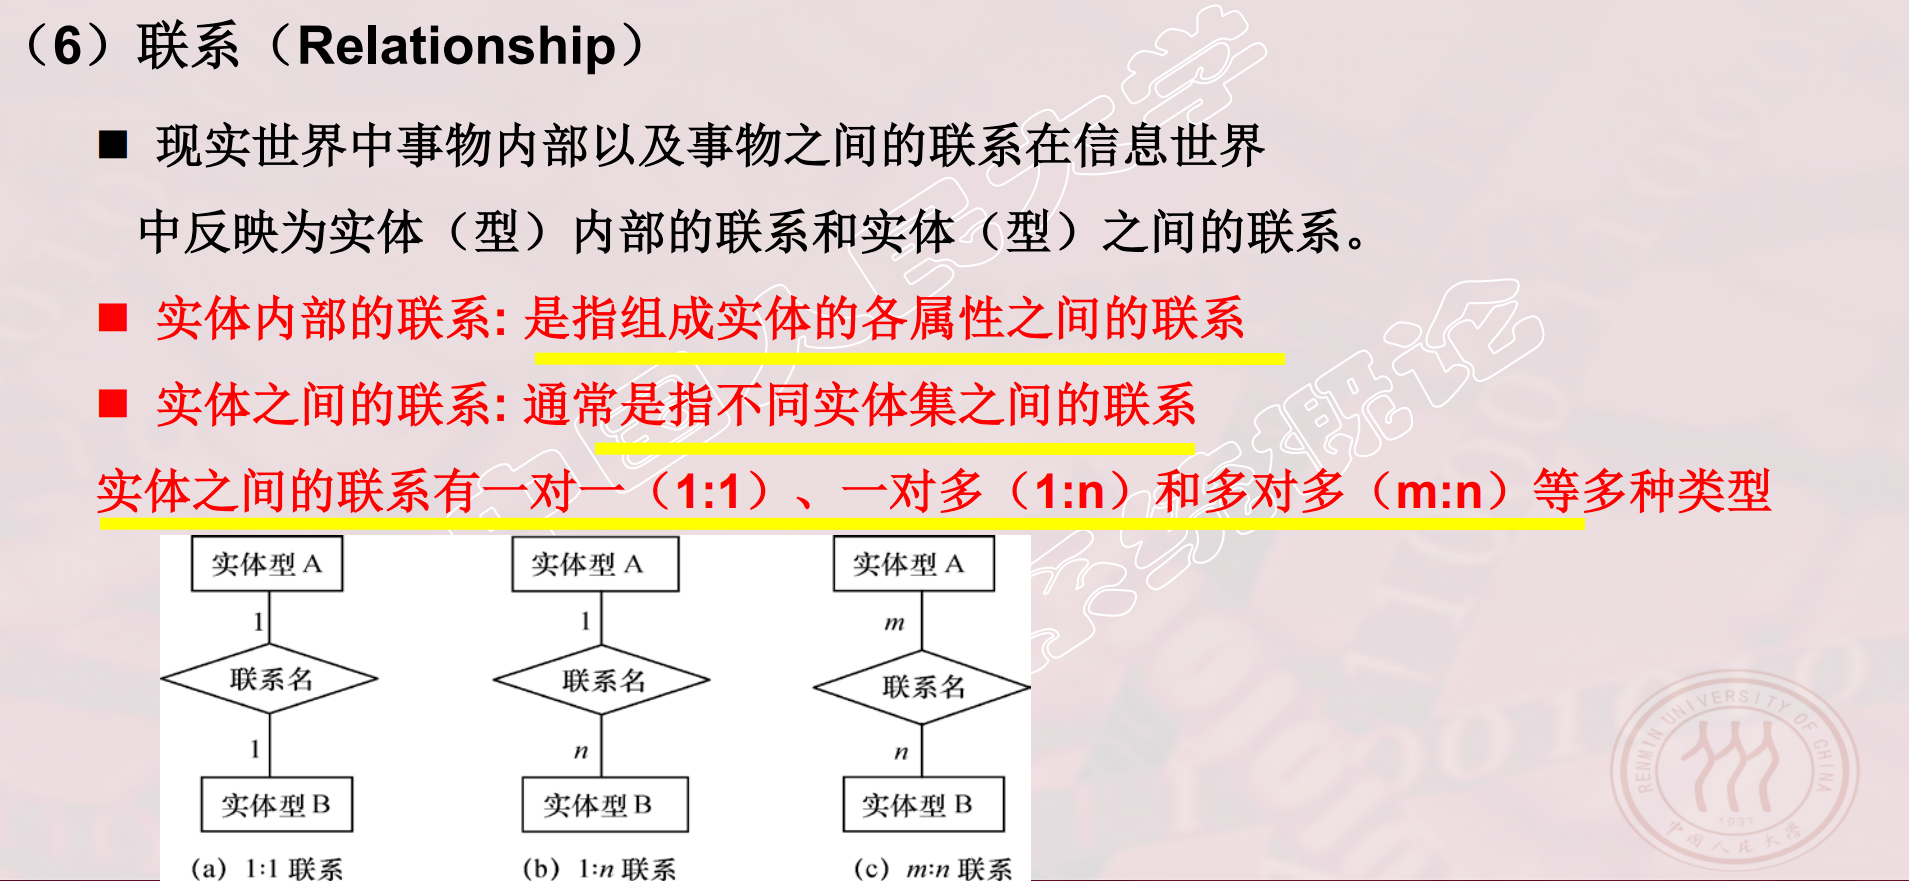 （6）联系（Relationship）
■ 现实世界中事物内部以及事物之间的联系在信息世界
中反映为实体（型）内部的联系和实体（型）之间的联系。
■ 实体内部的联系: 是指组成实体的各属性之间的联系
■ 实体之间的联系: 通常是指不同实体集之间的联系
实体之间的联系有一对一（1:1）、一对多（1:n）和多对多（m:n）等多种类型
实体型 A
1
联系名
1
实体型 B
(a) 1:1 联系
实体型 A
1
联系名
n
实体型 B
(b) 1:n 联系
实体型 A
m
联系名
n
实体型 B
(c) m:n 联系
RENMIN UNIVERSITY OF CHINA
1937
中国人民大学